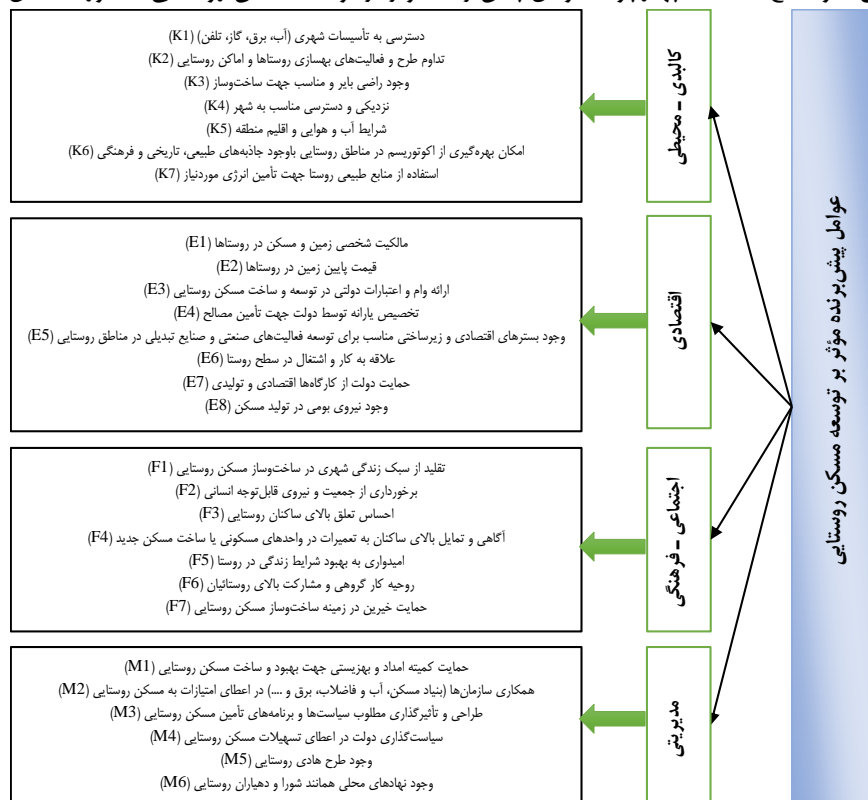 عوامل پیش‌برنده مؤثر بر توسعه مسکن روستایی
کالبدی - محیطی
دسترسی به تأسیسات شهری (آب، برق، گاز، تلفن) (K1)
تداوم طرح و فعالیت‌های بهسازی روستاها و اماکن روستایی (K2)
وجود راضی بایر و مناسب جهت ساخت‌وساز (K3)
نزدیکی و دسترسی مناسب به شهر (K4)
شرایط آب و هوایی و اقلیم منطقه (K5)
امکان بهره‌گیری از اکوتوریسم در مناطق روستایی باوجود جاذبه‌های طبیعی، تاریخی و فرهنگی (K6)
استفاده از منابع طبیعی روستا جهت تأمین انرژی موردنیاز (K7)
اقتصادی
مالکیت شخصی زمین و مسکن در روستاها (E1)
قیمت پایین زمین در روستاها (E2)
ارائه وام و اعتبارات دولتی در توسعه و ساخت مسکن روستایی (E3)
تخصیص یارانه توسط دولت جهت تأمین مصالح (E4)
وجود بسترهای اقتصادی و زیرساختی مناسب برای توسعه فعالیت‌های صنعتی و صنایع تبدیلی در مناطق روستایی (E5)
علاقه به کار و اشتغال در سطح روستا (E6)
حمایت دولت از کارگاه‌ها اقتصادی و تولیدی (E7)
وجود نیروی بومی در تولید مسکن (E8)
اجتماعی - فرهنگی
تقلید از سبک زندگی شهری در ساخت‌وساز مسکن روستایی (F1)
برخورداری از جمعیت و نیروی قابل‌توجه انسانی (F2)
احساس تعلق بالای ساکنان روستایی (F3)
آگاهی و تمایل بالای ساکنان به تعمیرات در واحدهای مسکونی یا ساخت مسکن جدید (F4)
امیدواری به بهبود شرایط زندگی در روستا (F5)
روحیه کار گروهی و مشارکت بالای روستائیان (F6)
حمایت خیرین در زمینه ساخت‌وساز مسکن روستایی (F7)
مدیریتی
حمایت کمیته امداد و بهزیستی جهت بهبود و ساخت مسکن روستایی (M1)
همکاری سازمان‌ها (بنیاد مسکن، آب و فاضلاب، برق و ....) در اعطای امتیازات به مسکن روستایی (M2)
طراحی و تأثیرگذاری مطلوب سیاست‌ها و برنامه‌های تأمین مسکن روستایی (M3)
سیاست‌گذاری دولت در اعطای تسهیلات مسکن روستایی (M4)
وجود طرح هادی روستایی (M5)
وجود نهادهای محلی همانند شورا و دهیاران روستایی (M6)